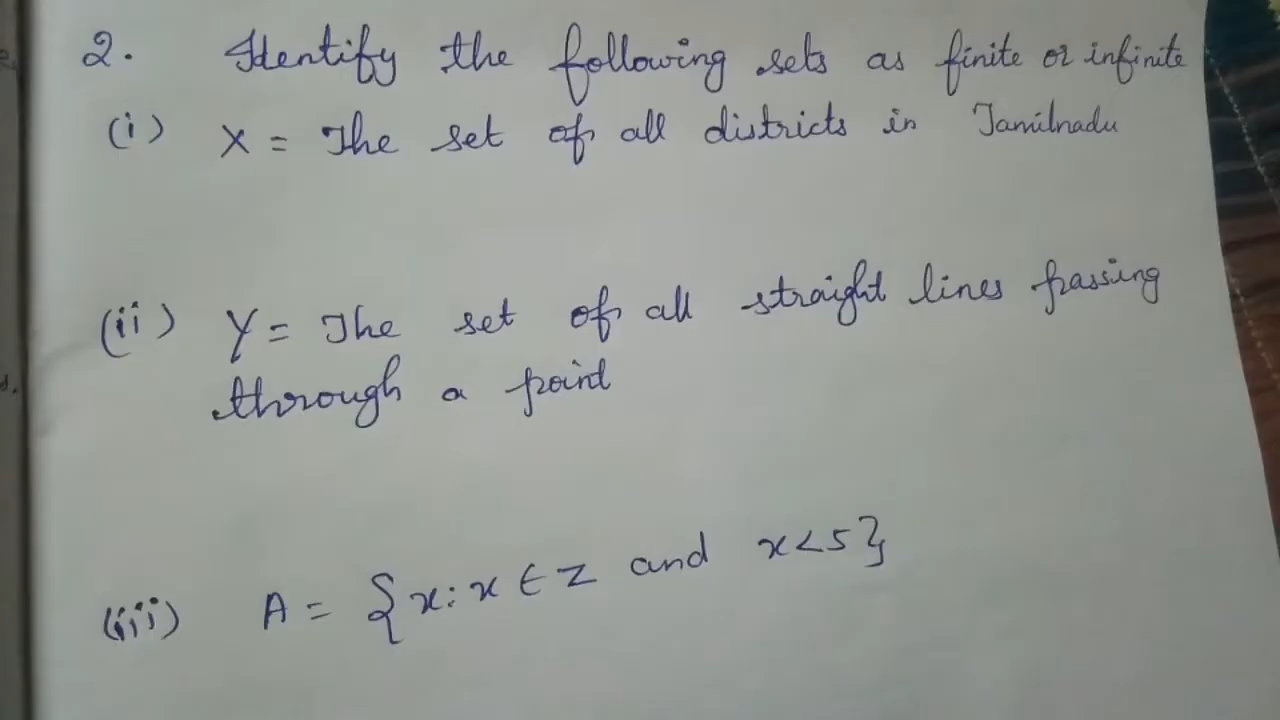 2. Identify the following sets as finite or infinite
(i) X = The set of all districts in Tamilnadu
(ii) Y = The set of all straight lines passing
through a point
(iii) A = {x : x ∈ Z and x < 5}